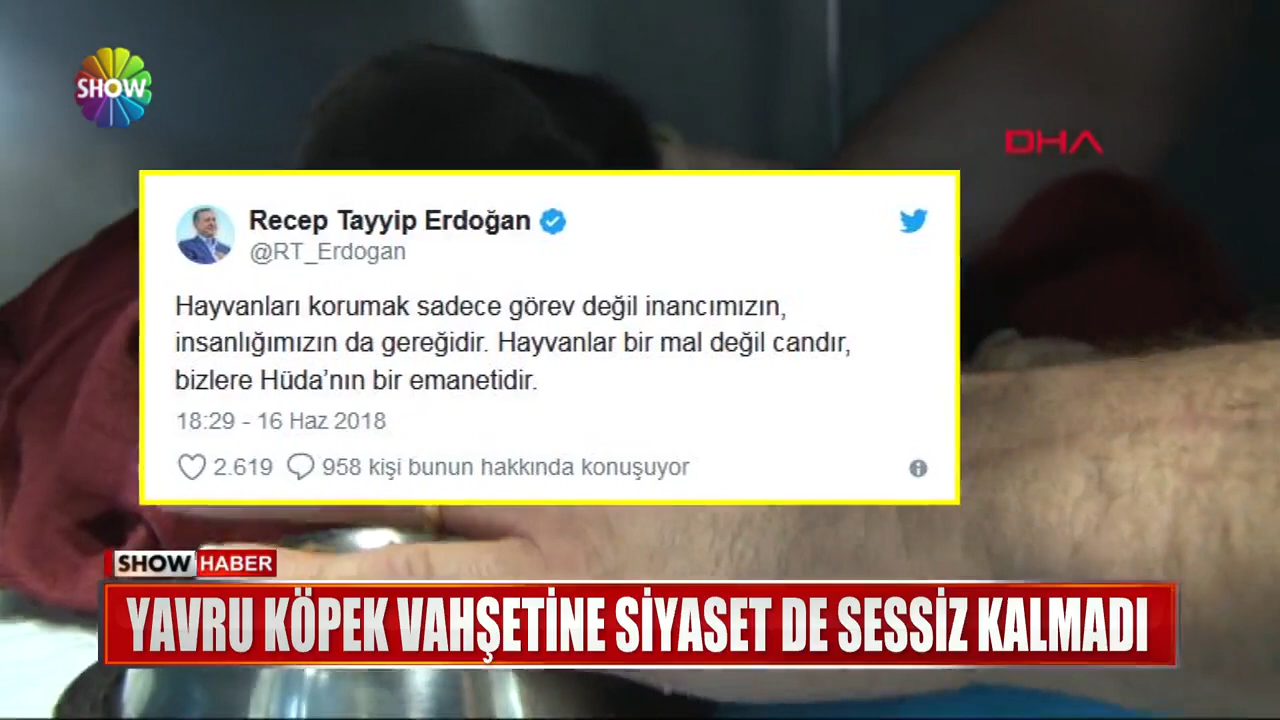 SHOW
DHA
Recep Tayyip Erdoğan
@RT_Erdogan
Hayvanları korumak sadece görev değil inancımızın,
insanlığımızın da gereğidir. Hayvanlar bir mal değil candır,
bizlere Hüda’nın bir emanetidir.
18:29 - 16 Haz 2018
2.619 958 kişi bunun hakkında konuşuyor
SHOW HABER
YAVRU KÖPEK VAHŞETİNE SİYASET DE SESSİZ KALMADI